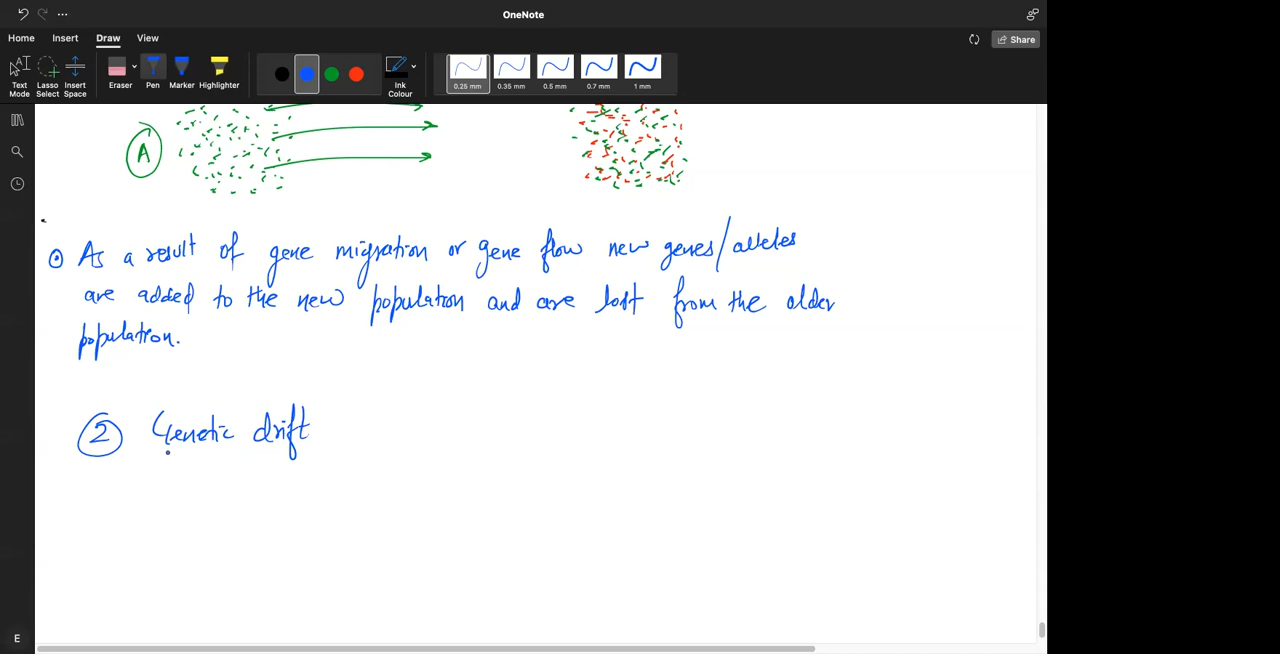 OneNote
Home Insert Draw View
Share
Text Mode
Lasso Select
Insert Space
Eraser
Pen
Marker
Highlighter
Ink Colour
0.25 mm
0.35 mm
0.5 mm
0.7 mm
1 mm
A
As a result of gene migration or gene flow new genes/alleles
are added to the new population and are lost from the older
population.
2 Genetic drift
E